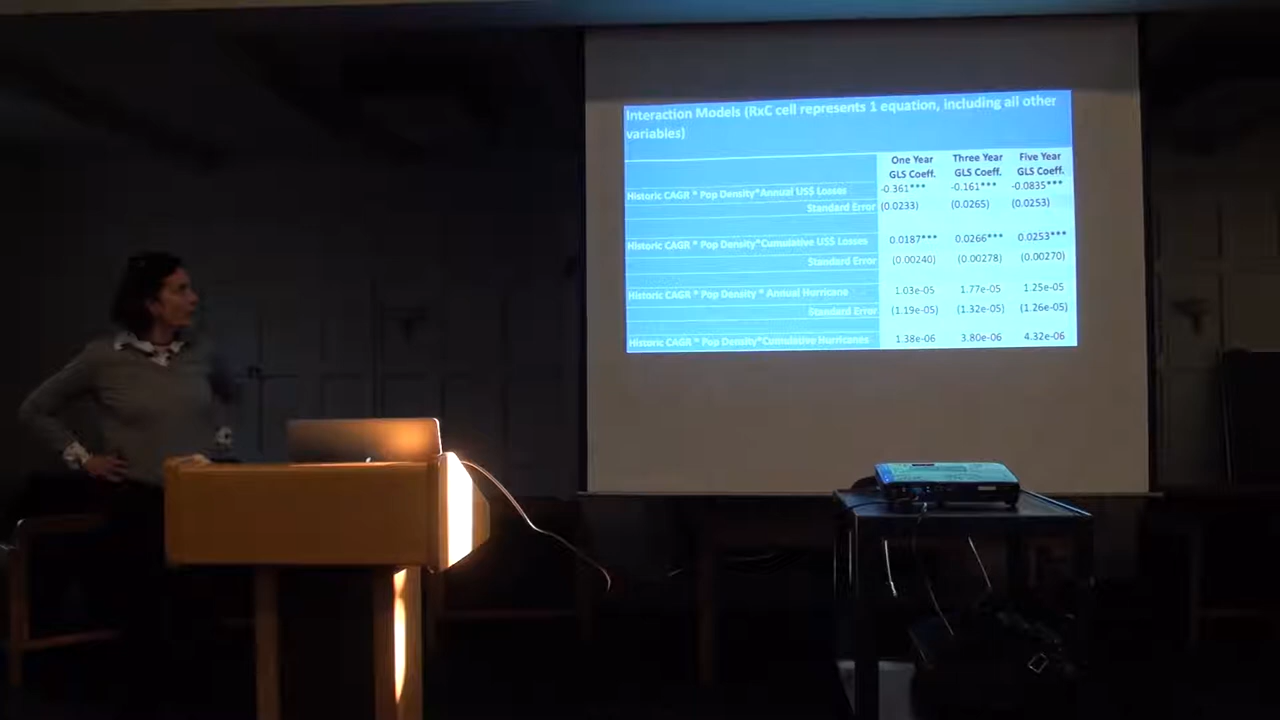 Interaction Models (RxC cell represents 1 equation, including all other
variables)
One Year Three Year Five Year
GLS Coeff. GLS Coeff. GLS Coeff.
Historic CAGR * Pop Density*Annual US$ Losses -0.361*** -0.161*** -0.0835***
Standard Error (0.0233) (0.0265) (0.0253)
Historic CAGR * Pop Density*Cumulative US$ Losses 0.0187*** 0.0266*** 0.0253***
Standard Error (0.00240) (0.00278) (0.00270)
Historic CAGR * Pop Density * Annual Hurricane 1.03e-05 1.77e-05 1.25e-05
Standard Error (1.19e-05) (1.32e-05) (1.26e-05)
Historic CAGR * Pop Density*Cumulative Hurricanes 1.38e-06 3.80e-06 4.32e-06